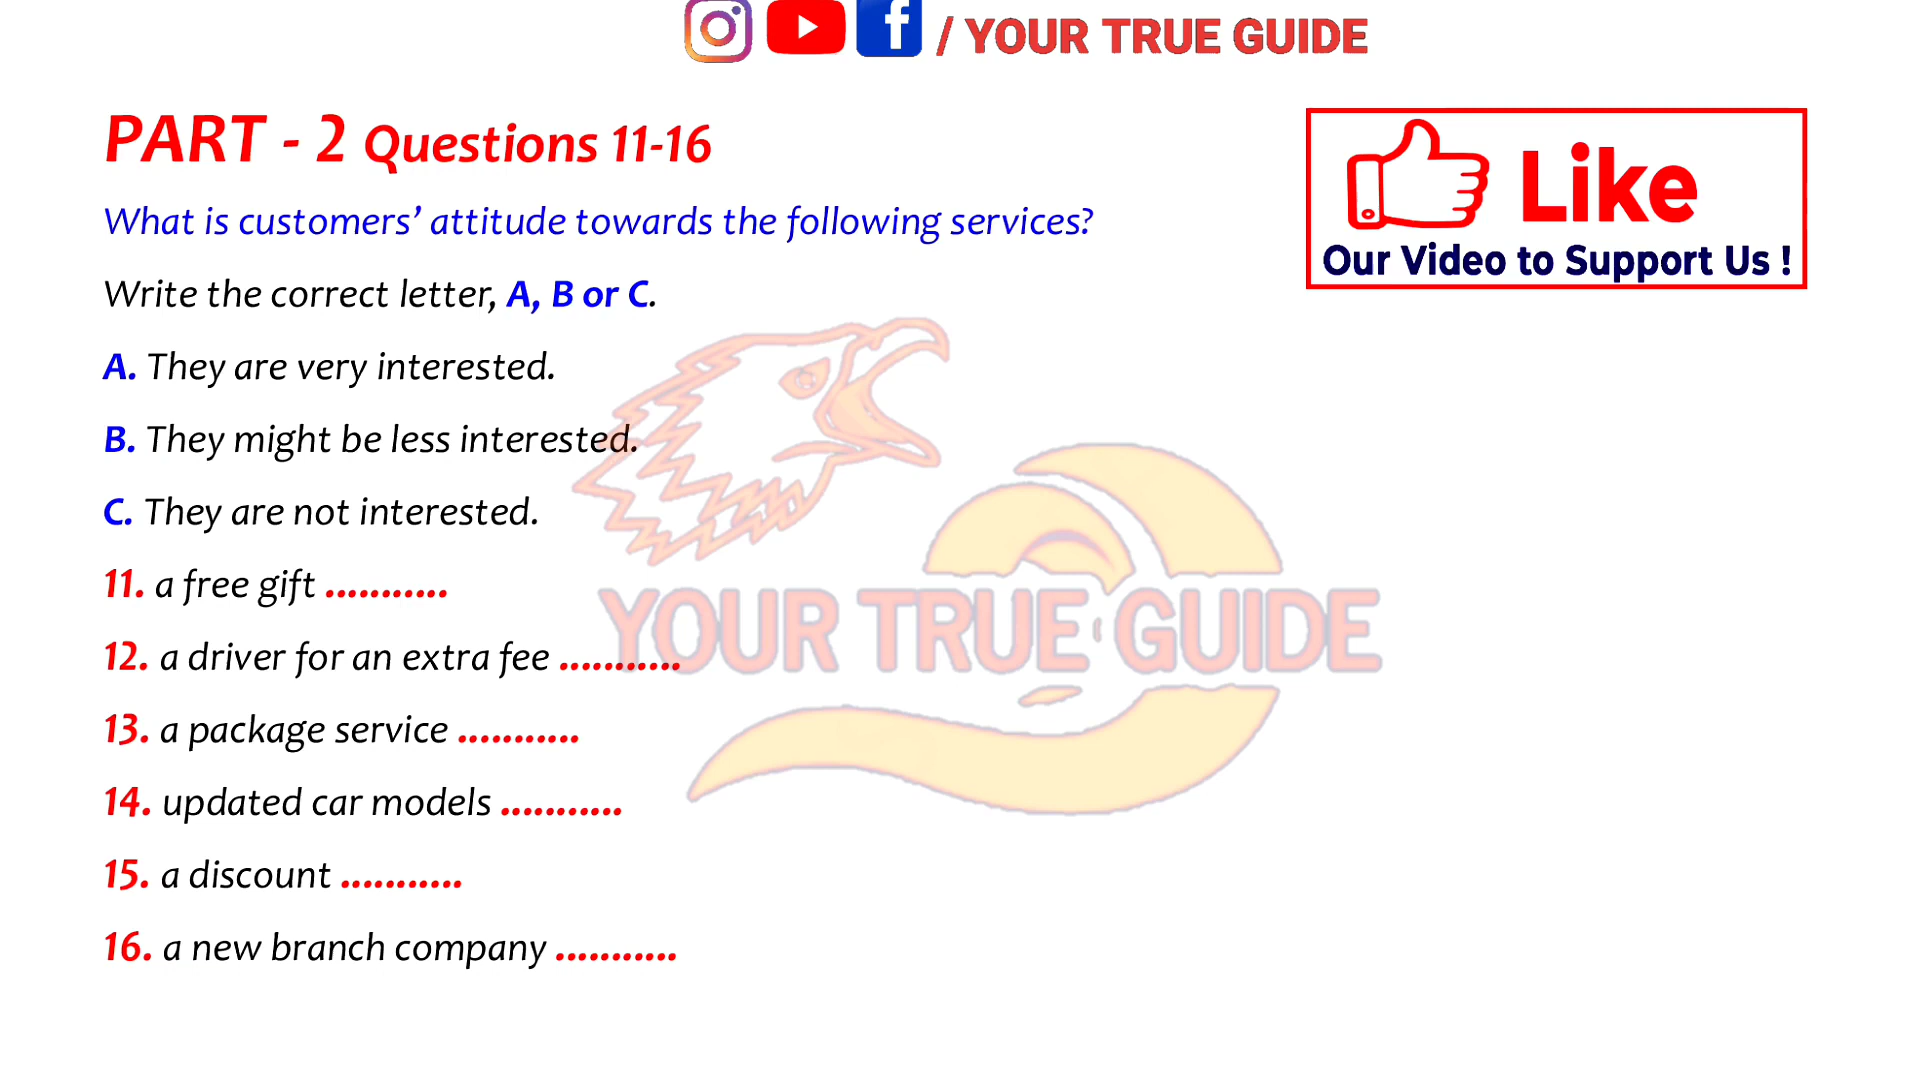 / YOUR TRUE GUIDE
PART - 2 Questions 11-16
What is customers’ attitude towards the following services?
Write the correct letter, A, B or C.
A. They are very interested.
B. They might be less interested.
C. They are not interested.
11. a free gift ...........
12. a driver for an extra fee ...........
13. a package service ...........
14. updated car models ...........
15. a discount ...........
16. a new branch company ...........
Like
Our Video to Support Us !
YOUR TRUE GUIDE